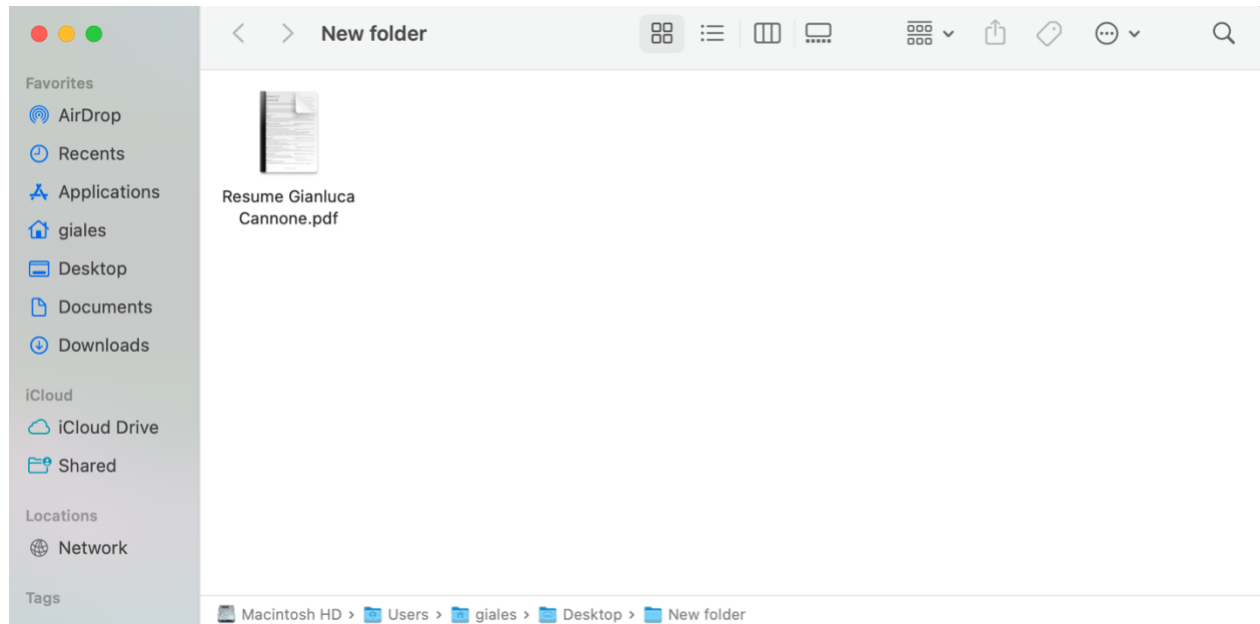 New folder
Favorites
AirDrop
Recents
Applications
giales
Desktop
Documents
Downloads
iCloud
iCloud Drive
Shared
Locations
Network
Tags
Resume Gianluca
Cannone.pdf
Macintosh HD › Users › giales › Desktop › New folder